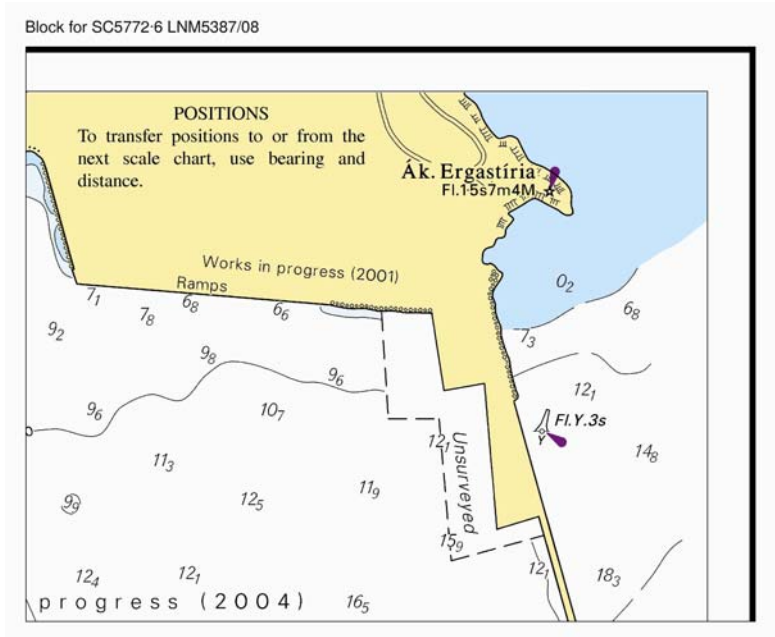 Block for SC5772·6 LNM5387/08
POSITIONS
To transfer positions to or from the
next scale chart, use bearing and
distance.
Ák. Ergastíria
Fl.15s7m4M
Works in progress (2001)
Ramps
7₁
7₈
6₈
6₆
0₂
6₈
7₃
9₂
9₈
9₆
9₆
10₇
12₁
Fl.Y.3s
Y
12₁
Unsurveyed
14₈
11₃
11₉
12₅
9₉
15₉
12₄
12₁
12₁
18₃
progress (2004)
16₅